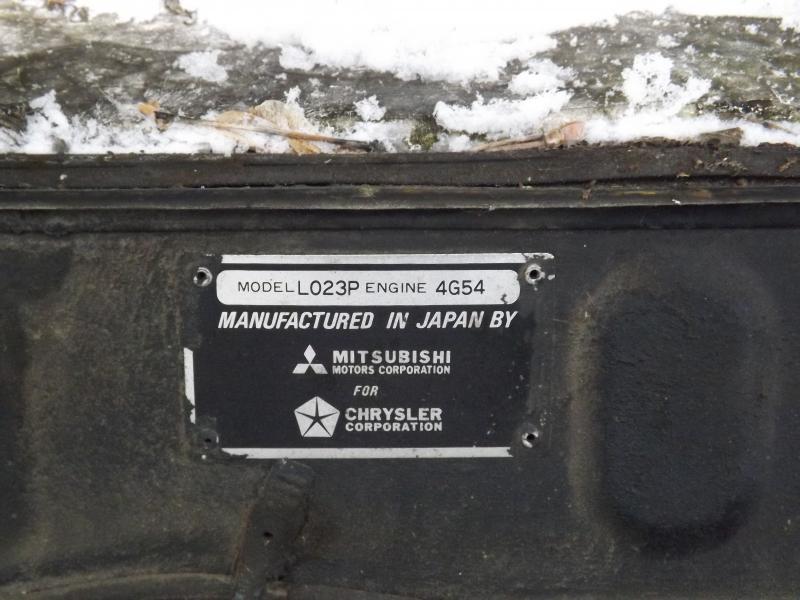 MODEL L023P ENGINE 4G54
MANUFACTURED IN JAPAN BY
MITSUBISHI
MOTORS CORPORATION
FOR
CHRYSLER
CORPORATION